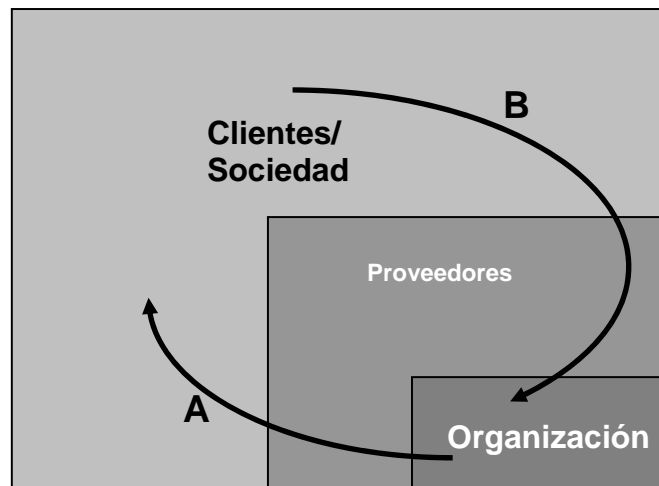 B
Clientes/
Sociedad
Proveedores
A
Organización